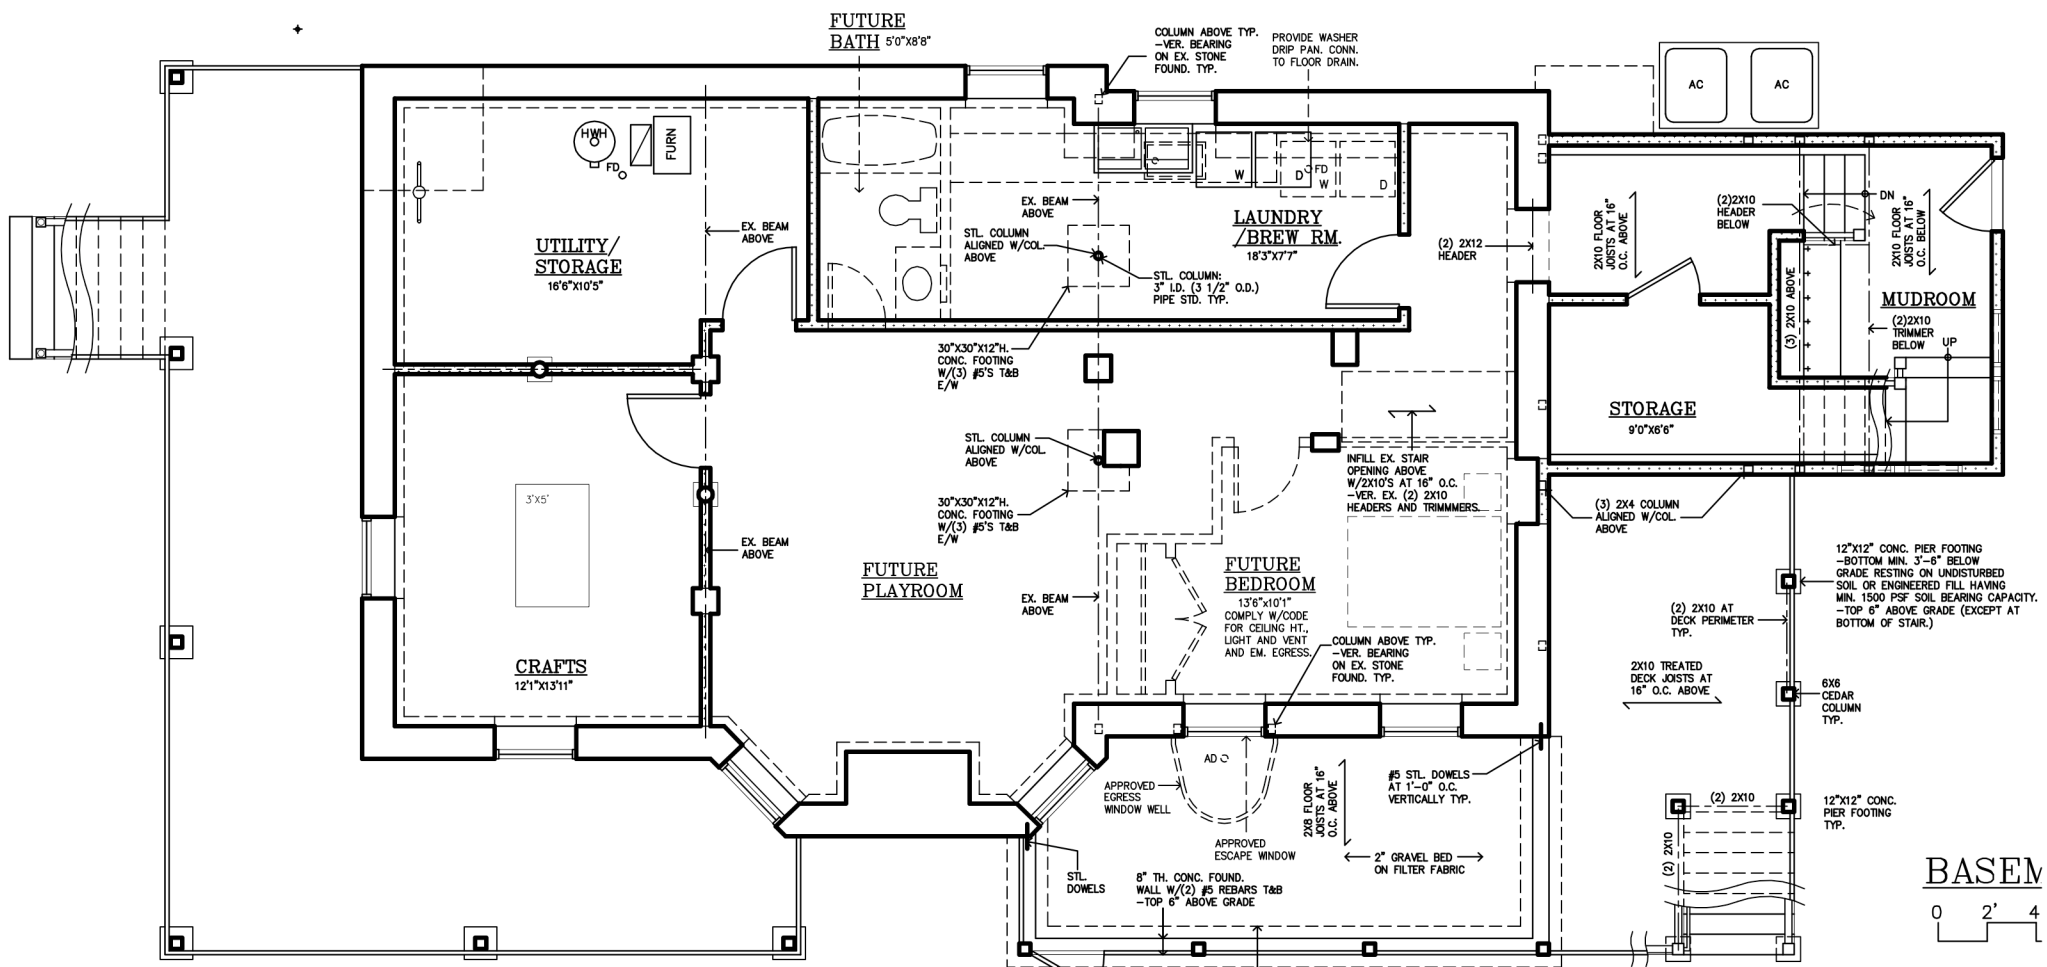 FUTURE
BATH 5'0"X8'8"
COLUMN ABOVE TYP.
-VER. BEARING
ON EX. STONE
FOUND. TYP.
PROVIDE WASHER
DRIP PAN. CONN.
TO FLOOR DRAIN.
AC
AC
HWH
FD
FURN
UTILITY/
STORAGE
16'6"X10'5"
EX. BEAM
ABOVE
EX. BEAM
ABOVE
STL. COLUMN
ALIGNED W/COL.
ABOVE
STL. COLUMN:
3" I.D. (3 1/2" O.D.)
PIPE STD. TYP.
W
D
FD
W
D
LAUNDRY
/BREW RM.
18'3"X7'7"
(2) 2X12
HEADER
2X10 FLOOR
JOISTS AT 16"
O.C. ABOVE
(2)2X10
HEADER
BELOW
DN
2X10 FLOOR
JOISTS AT 16"
O.C. BELOW
(3) 2X10 ABOVE
MUDROOM
(2)2X10
TRIMMER
BELOW
UP
30"X30"X12"H.
CONC. FOOTING
W/(3) #5'S T&B
E/W
STL. COLUMN
ALIGNED W/COL.
ABOVE
30"X30"X12"H.
CONC. FOOTING
W/(3) #5'S T&B
E/W
STORAGE
9'0"X6'6"
INFILL EX. STAIR
OPENING ABOVE
W/2X10'S AT 16" O.C.
-VER. EX. (2) 2X10
HEADERS AND TRIMMMERS.
(3) 2X4 COLUMN
ALIGNED W/COL.
ABOVE
3'X5'
EX. BEAM
ABOVE
FUTURE
PLAYROOM
EX. BEAM
ABOVE
FUTURE
BEDROOM
13'6"x10'1"
COMPLY W/CODE
FOR CEILING HT.,
LIGHT AND VENT
AND EM. EGRESS.
COLUMN ABOVE TYP.
-VER. BEARING
ON EX. STONE
FOUND. TYP.
12"X12" CONC. PIER FOOTING
-BOTTOM MIN. 3'-6" BELOW
GRADE RESTING ON UNDISTURBED
SOIL OR ENGINEERED FILL HAVING
MIN. 1500 PSF SOIL BEARING CAPACITY.
-TOP 6" ABOVE GRADE (EXCEPT AT
BOTTOM OF STAIR.)
(2) 2X10 AT
DECK PERIMETER
TYP.
2X10 TREATED
DECK JOISTS AT
16" O.C. ABOVE
6X6
CEDAR
COLUMN
TYP.
CRAFTS
12'1"X13'11"
AD
APPROVED
EGRESS
WINDOW WELL
2X8 FLOOR
JOISTS AT 16"
O.C. ABOVE
#5 STL. DOWELS
AT 1'-0" O.C.
VERTICALLY TYP.
(2) 2X10
12"X12" CONC.
PIER FOOTING
TYP.
(2) 2X10
APPROVED
ESCAPE WINDOW
2" GRAVEL BED
ON FILTER FABRIC
STL.
DOWELS
8" TH. CONC. FOUND.
WALL W/(2) #5 REBARS T&B
-TOP 6" ABOVE GRADE
BASEM
0 2' 4